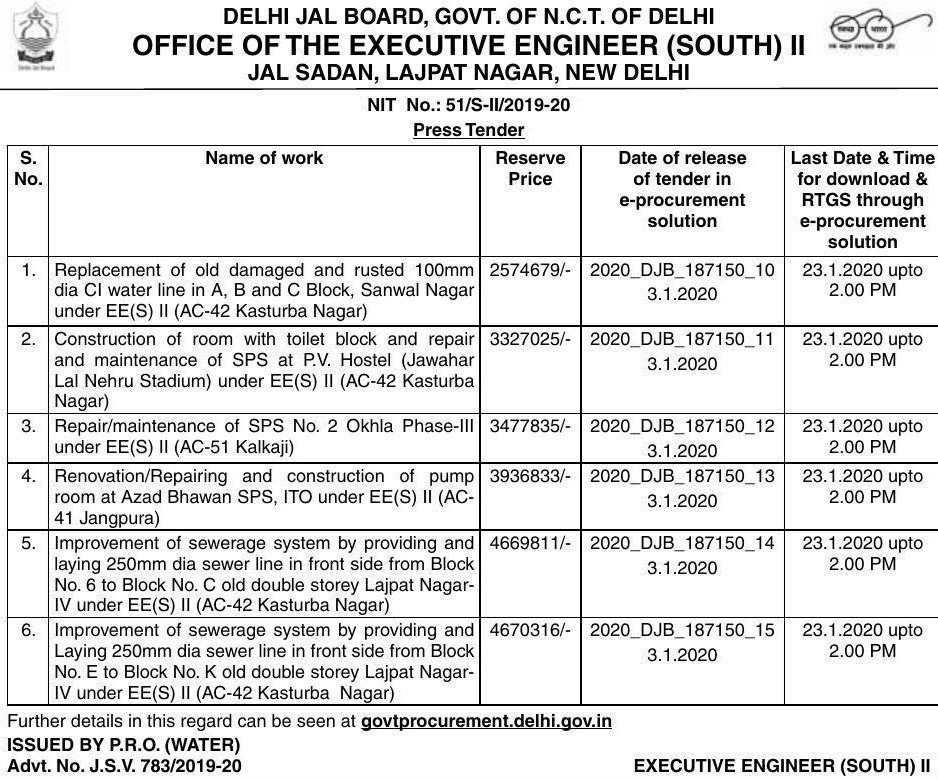 DELHI JAL BOARD, GOVT. OF N.C.T. OF DELHI
OFFICE OF THE EXECUTIVE ENGINEER (SOUTH) II
JAL SADAN, LAJPAT NAGAR, NEW DELHI
स्वच्छ भारत
एक कदम स्वच्छता की ओर
Delhi Jal Board
NIT No.: 51/S-II/2019-20
Press Tender
S. No. | Name of work | Reserve Price | Date of release of tender in e-procurement solution | Last Date & Time for download & RTGS through e-procurement solution
1. Replacement of old damaged and rusted 100mm 2574679/- 2020_DJB_187150_10 23.1.2020 upto
dia CI water line in A, B and C Block, Sanwal Nagar 3.1.2020 2.00 PM
under EE(S) II (AC-42 Kasturba Nagar)
2. Construction of room with toilet block and repair 3327025/- 2020_DJB_187150_11 23.1.2020 upto
and maintenance of SPS at P.V. Hostel (Jawahar 3.1.2020 2.00 PM
Lal Nehru Stadium) under EE(S) II (AC-42 Kasturba
Nagar)
3. Repair/maintenance of SPS No. 2 Okhla Phase-III 3477835/- 2020_DJB_187150_12 23.1.2020 upto
under EE(S) II (AC-51 Kalkaji) 3.1.2020 2.00 PM
4. Renovation/Repairing and construction of pump 3936833/- 2020_DJB_187150_13 23.1.2020 upto
room at Azad Bhawan SPS, ITO under EE(S) II (AC- 3.1.2020 2.00 PM
41 Jangpura)
5. Improvement of sewerage system by providing and 4669811/- 2020_DJB_187150_14 23.1.2020 upto
laying 250mm dia sewer line in front side from Block 3.1.2020 2.00 PM
No. 6 to Block No. C old double storey Lajpat Nagar-
IV under EE(S) II (AC-42 Kasturba Nagar)
6. Improvement of sewerage system by providing and 4670316/- 2020_DJB_187150_15 23.1.2020 upto
Laying 250mm dia sewer line in front side from Block 3.1.2020 2.00 PM
No. E to Block No. K old double storey Lajpat Nagar-
IV under EE(S) II (AC-42 Kasturba Nagar)
Further details in this regard can be seen at govtprocurement.delhi.gov.in
ISSUED BY P.R.O. (WATER)
Advt. No. J.S.V. 783/2019-20 EXECUTIVE ENGINEER (SOUTH) II